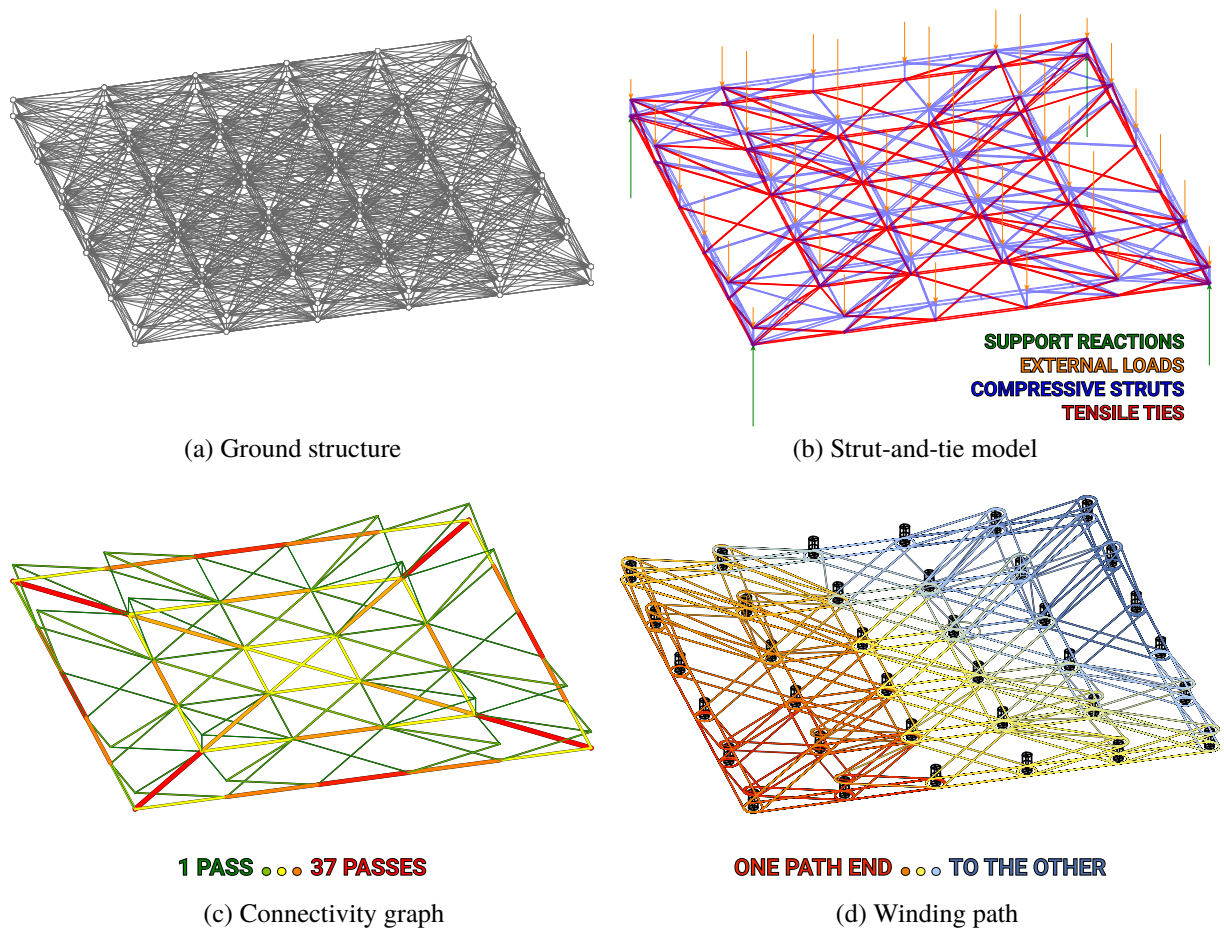 SUPPORT REACTIONS
EXTERNAL LOADS
COMPRESSIVE STRUTS
TENSILE TIES
(a) Ground structure
(b) Strut-and-tie model
1 PASS 37 PASSES
ONE PATH END TO THE OTHER
(c) Connectivity graph
(d) Winding path